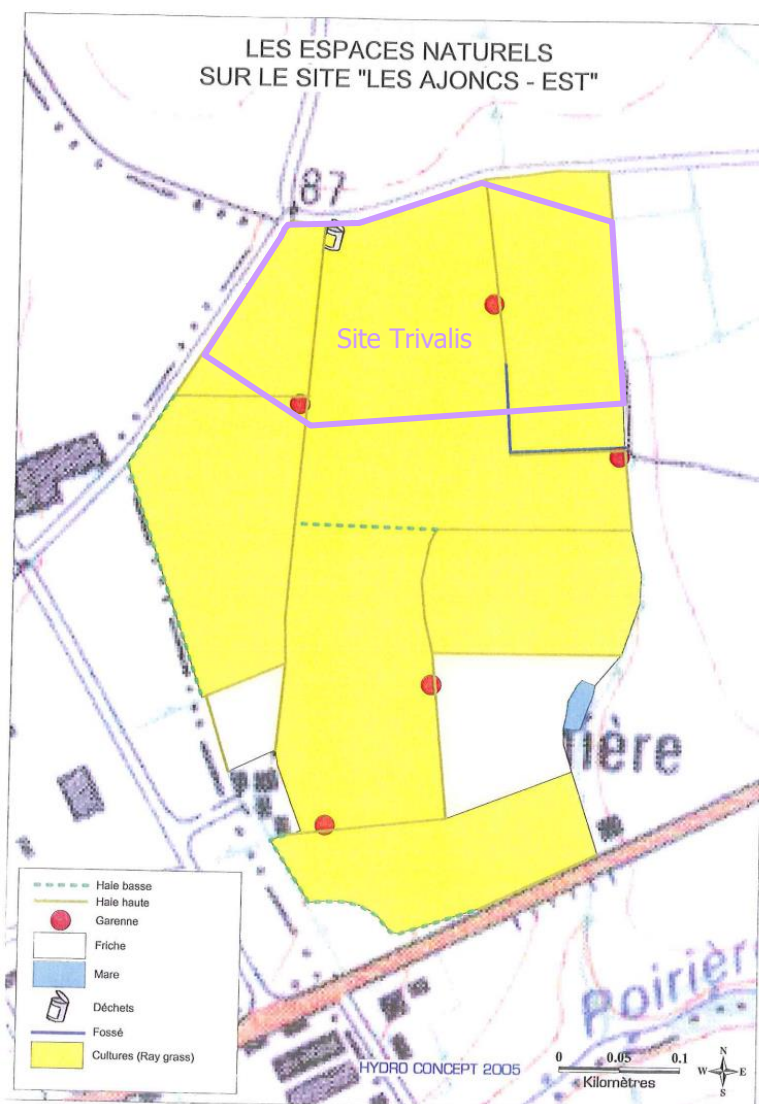 LES ESPACES NATURELS
SUR LE SITE "LES AJONCS - EST"
87
Site Trivalis
ière
Haie basse
Haie haute
Garenne
Friche
Mare
Déchets
Fossé
Cultures (Ray grass)
Poirière
HYDRO CONCEPT 2005
0 0.05 0.1
Kilomètres
N
W E
S